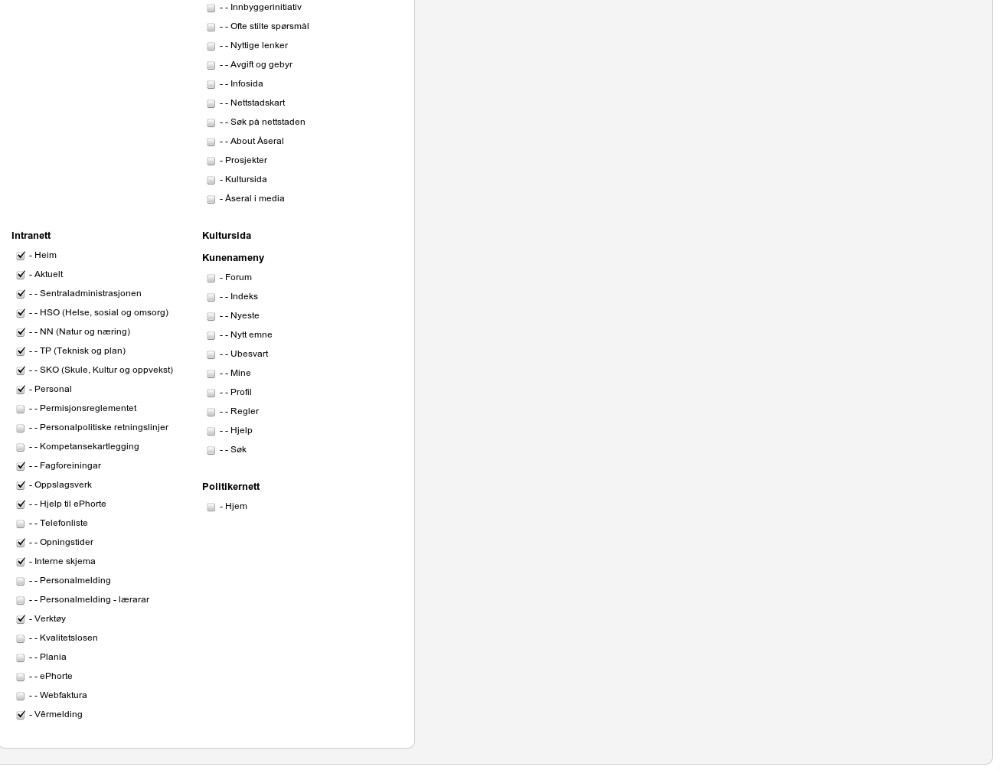 - - Innbyggerinitiativ
- - Ofte stilte spørsmål
- - Nyttige lenker
- - Avgift og gebyr
- - Infosida
- - Nettstadskart
- - Søk på nettstaden
- - About Åseral
- Prosjekter
- Kultursida
- Åseral i media
Intranett
- Heim
- Aktuelt
- - Sentraladministrasjonen
- - HSO (Helse, sosial og omsorg)
- - NN (Natur og næring)
- - TP (Teknisk og plan)
- - SKO (Skule, Kultur og oppvekst)
- Personal
- - Permisjonsreglementet
- - Personalpolitiske retningslinjer
- - Kompetansekartlegging
- - Fagforeiningar
- Oppslagsverk
- - Hjelp til ePhorte
- - Telefonliste
- - Opningstider
- Interne skjema
- - Personalmelding
- - Personalmelding - lærarar
- Verktøy
- - Kvalitetslosen
- - Plania
- - ePhorte
- - Webfaktura
- Vêrmelding
Kultursida
Kunenameny
- Forum
- - Indeks
- - Nyeste
- - Nytt emne
- - Ubesvart
- - Mine
- - Profil
- - Regler
- - Hjelp
- - Søk
Politikernett
- Hjem